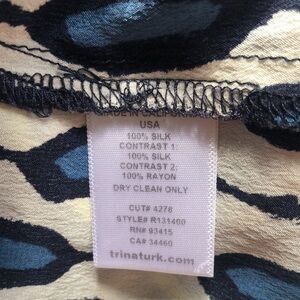 MADE IN CALIFORNIA
USA
100% SILK
CONTRAST 1:
100% SILK
CONTRAST 2:
100% RAYON
DRY CLEAN ONLY
CUT# 4278
STYLE# R131400
RN# 93415
CA# 34460
trinaturk.com